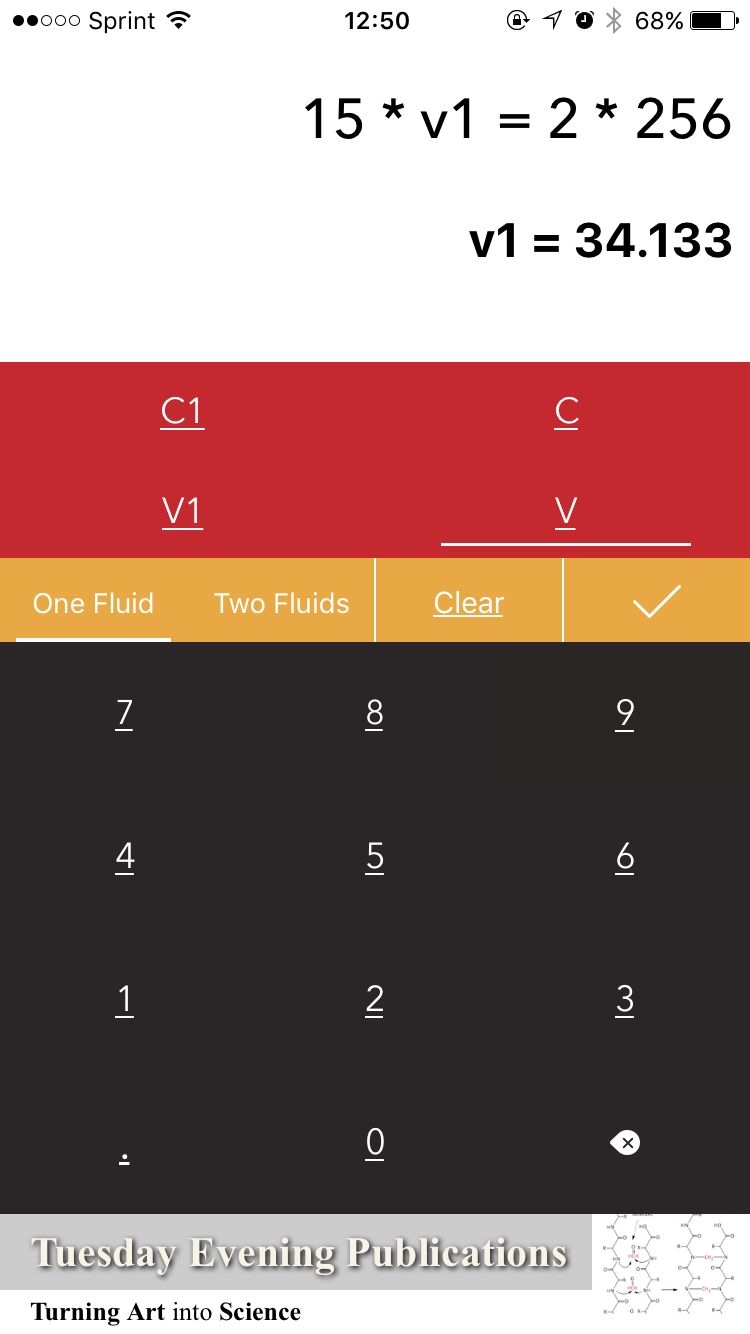 Sprint 12:50 68%
15 * v1 = 2 * 256
v1 = 34.133
C1 C
V1 V
One Fluid Two Fluids Clear
7 8 9
4 5 6
1 2 3
. 0
Tuesday Evening Publications
Turning Art into Science